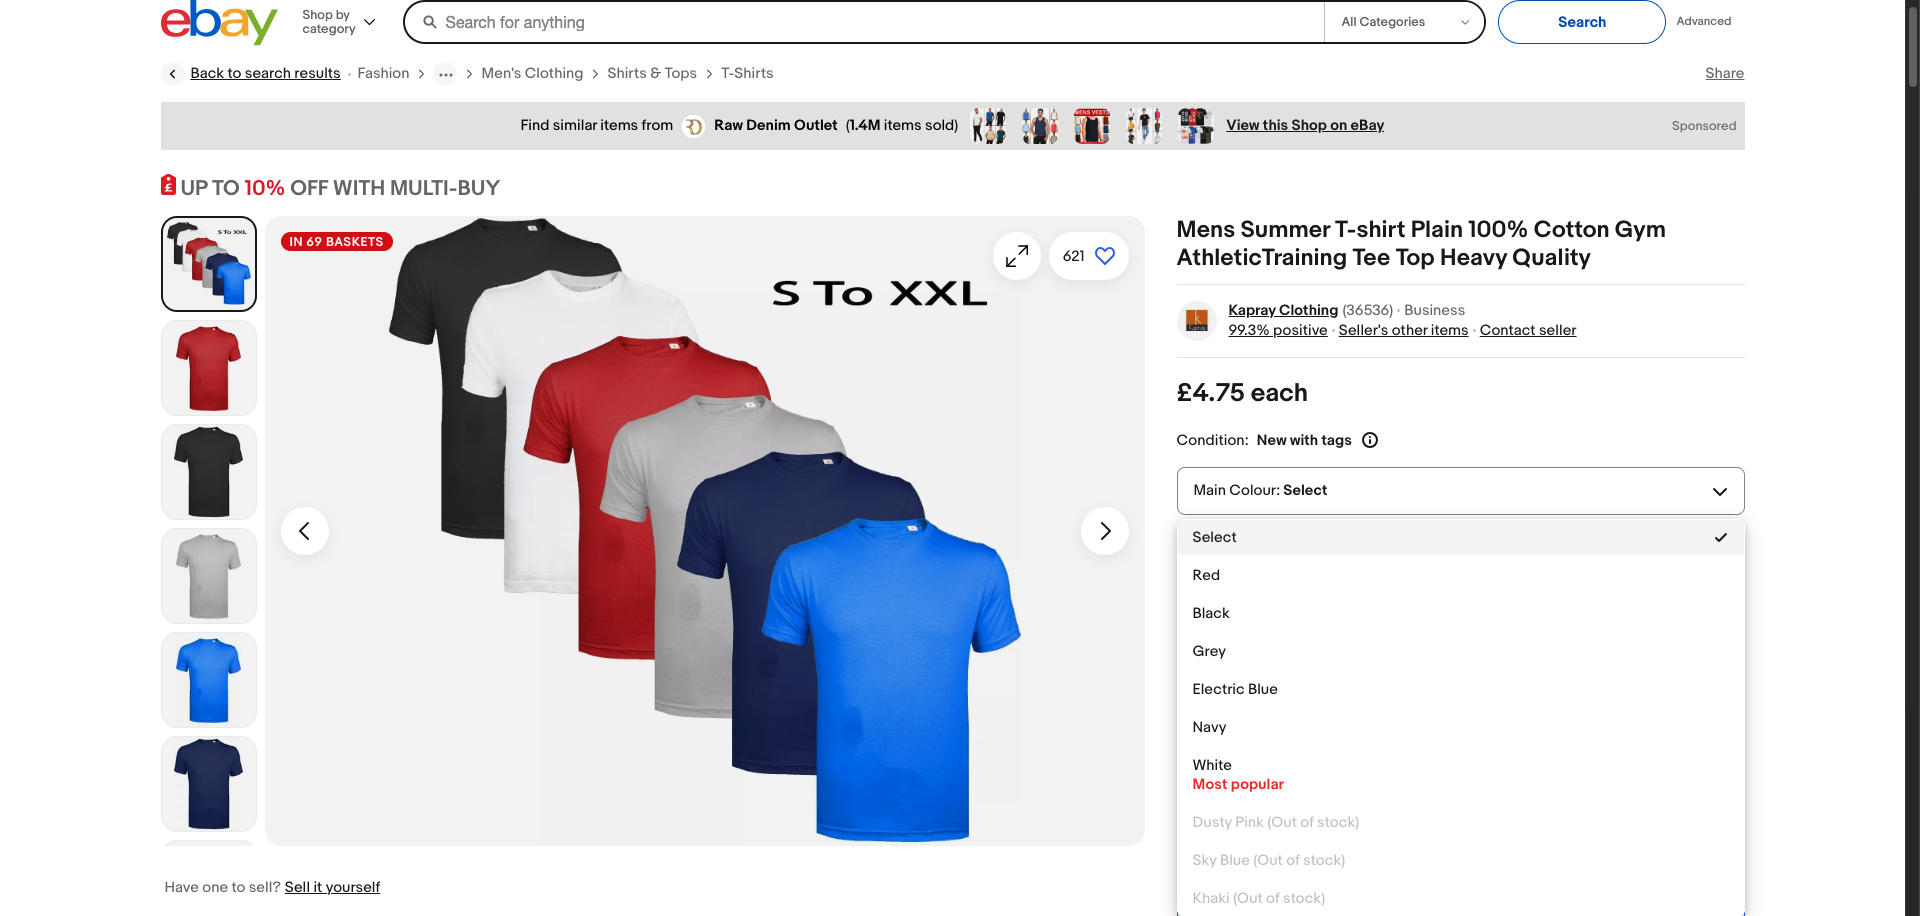 ebay
Shop by
category
Search for anything
All Categories
Search
Advanced
Back to search results
Fashion
Men's Clothing
Shirts & Tops
T-Shirts
Share
Find similar items from
Raw Denim Outlet (1.4M items sold)
MENS VESTS
View this Shop on eBay
Sponsored
UP TO 10% OFF WITH MULTI-BUY
S To XXL
IN 69 BASKETS
621
S To XXL
Mens Summer T-shirt Plain 100% Cotton Gym
AthleticTraining Tee Top Heavy Quality
Kapray Clothing (36536) · Business
99.3% positive · Seller's other items · Contact seller
£4.75 each
Condition: New with tags
Main Colour: Select
Select
Red
Black
Grey
Electric Blue
Navy
White
Most popular
Dusty Pink (Out of stock)
Sky Blue (Out of stock)
Khaki (Out of stock)
Have one to sell? Sell it yourself